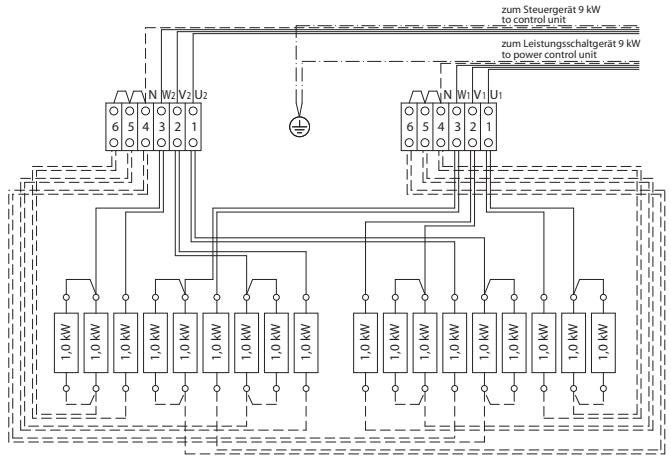 zum Steuergerät 9 kW
to control unit
zum Leistungsschaltgerät 9 kW
to power control unit
N W2 V2 U2
N W1 V1 U1
6 5 4 3 2 1
6 5 4 3 2 1
1,0 kW 1,0 kW 1,0 kW 1,0 kW 1,0 kW 1,0 kW 1,0 kW 1,0 kW 1,0 kW 1,0 kW 1,0 kW 1,0 kW 1,0 kW 1,0 kW 1,0 kW 1,0 kW 1,0 kW 1,0 kW